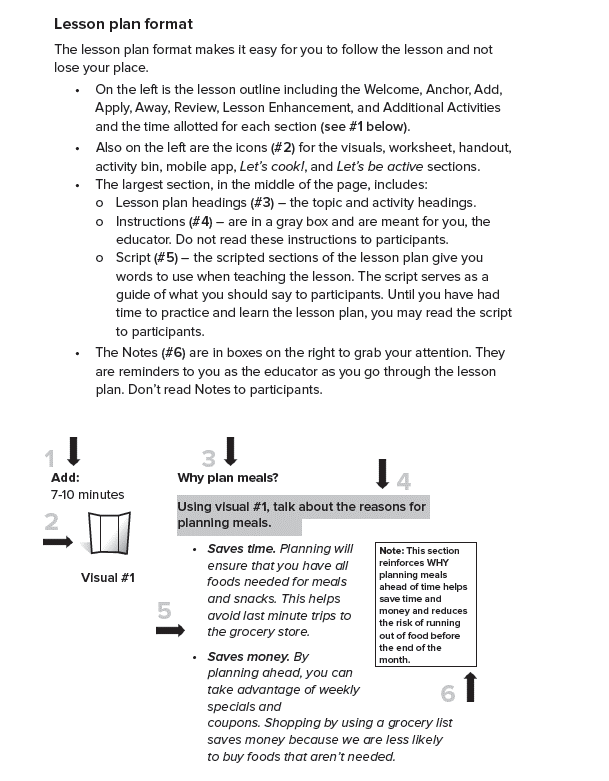 Lesson plan format
The lesson plan format makes it easy for you to follow the lesson and not
lose your place.
• On the left is the lesson outline including the Welcome, Anchor, Add,
Apply, Away, Review, Lesson Enhancement, and Additional Activities
and the time allotted for each section (see #1 below).
• Also on the left are the icons (#2) for the visuals, worksheet, handout,
activity bin, mobile app, Let's cook!, and Let's be active sections.
• The largest section, in the middle of the page, includes:
o Lesson plan headings (#3) – the topic and activity headings.
o Instructions (#4) – are in a gray box and are meant for you, the
educator. Do not read these instructions to participants.
o Script (#5) – the scripted sections of the lesson plan give you
words to use when teaching the lesson. The script serves as a
guide of what you should say to participants. Until you have had
time to practice and learn the lesson plan, you may read the script
to participants.
• The Notes (#6) are in boxes on the right to grab your attention. They
are reminders to you as the educator as you go through the lesson
plan. Don't read Notes to participants.
1
Add:
7-10 minutes
2
Visual #1
3
Why plan meals?
4
Using visual #1, talk about the reasons for
planning meals.
5
• Saves time. Planning will
ensure that you have all
foods needed for meals
and snacks. This helps
avoid last minute trips to
the grocery store.
• Saves money. By
planning ahead, you can
take advantage of weekly
specials and
coupons. Shopping by using a grocery list
saves money because we are less likely
to buy foods that aren't needed.
Note: This section
reinforces WHY
planning meals
ahead of time helps
save time and
money and reduces
the risk of running
out of food before
the end of the
month.
6